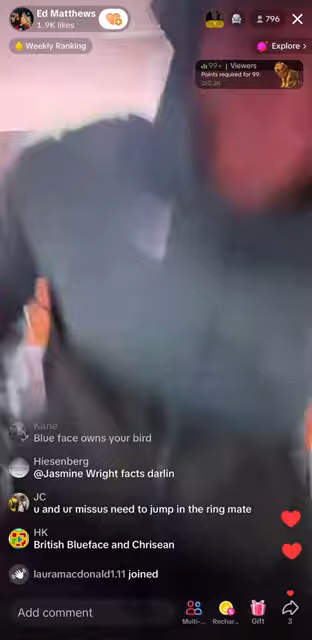 Ed Matthews
1.9K likes
796
Weekly Ranking
Explore >
99+ | Viewers
Points required for 99:
Kane
Blue face owns your bird
Hiesenberg
@Jasmine Wright facts darlin
JC
u and ur missus need to jump in the ring mate
HK
British Blueface and Chrisean
lauramacdonald1.11 joined
Add comment
Multi-...
Rechar...
Gift
3